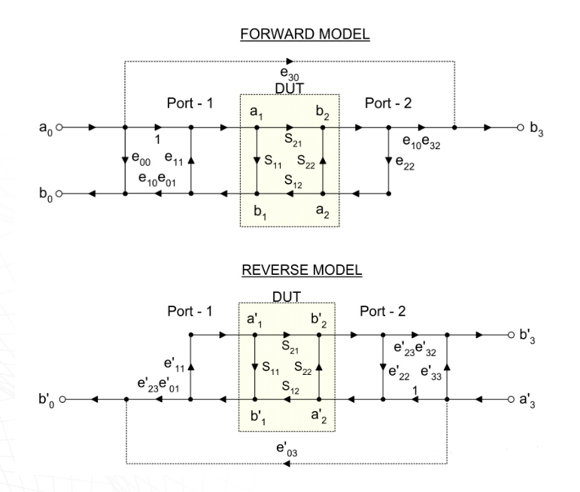 FORWARD MODEL
e30
DUT
Port - 1
Port - 2
a0
a1
b2
b3
1
S21
e10e32
e00
e11
S11
S22
e22
e10e01
S12
b0
b1
a2
REVERSE MODEL
DUT
Port - 1
Port - 2
a'1
b'2
b'3
S21
e'23e'32
e'11
S11
S22
e'22
e'33
e'23e'01
S12
1
b'0
b'1
a'2
a'3
e'03